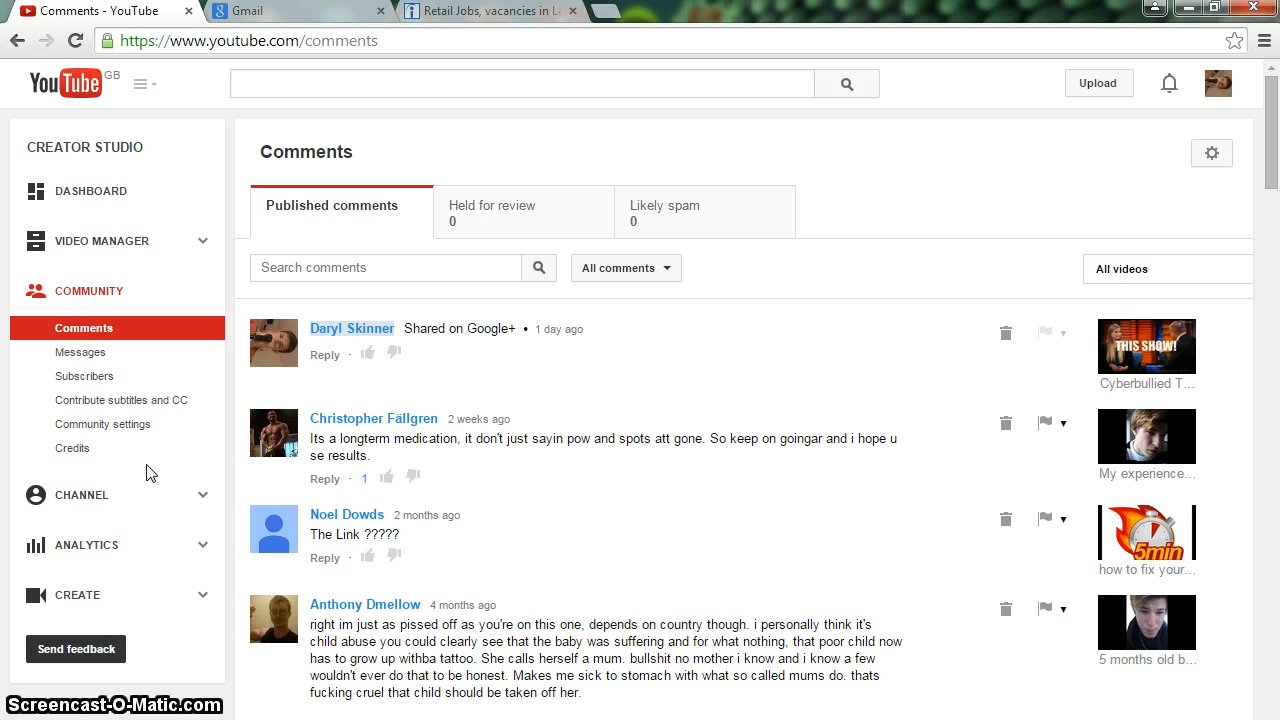 Comments - YouTube
Gmail
Retail Jobs, vacancies in L
https://www.youtube.com/comments
YouTube GB
Upload
CREATOR STUDIO
DASHBOARD
VIDEO MANAGER
COMMUNITY
Comments
Messages
Subscribers
Contribute subtitles and CC
Community settings
Credits
CHANNEL
ANALYTICS
CREATE
Send feedback
Comments
Published comments
Held for review
0
Likely spam
0
Search comments
All comments
All videos
Daryl Skinner Shared on Google+ • 1 day ago
Reply ·
THIS SHOW!
Cyberbullied T...
Christopher Fällgren 2 weeks ago
Its a longterm medication, it don't just sayin pow and spots att gone. So keep on goingar and i hope u
se results.
Reply · 1
My experience...
Noel Dowds 2 months ago
The Link ?????
Reply ·
5min
how to fix your...
Anthony Dmellow 4 months ago
right im just as pissed off as you're on this one, depends on country though. i personally think it's
child abuse you could clearly see that the baby was suffering and for what nothing, that poor child now
has to grow up withba tattoo. She calls herself a mum. bullshit no mother i know and i know a few
wouldn't ever do that to be honest. Makes me sick to stomach with what so called mums do. thats
fucking cruel that child should be taken off her.
5 months old b...
Screencast-O-Matic.com